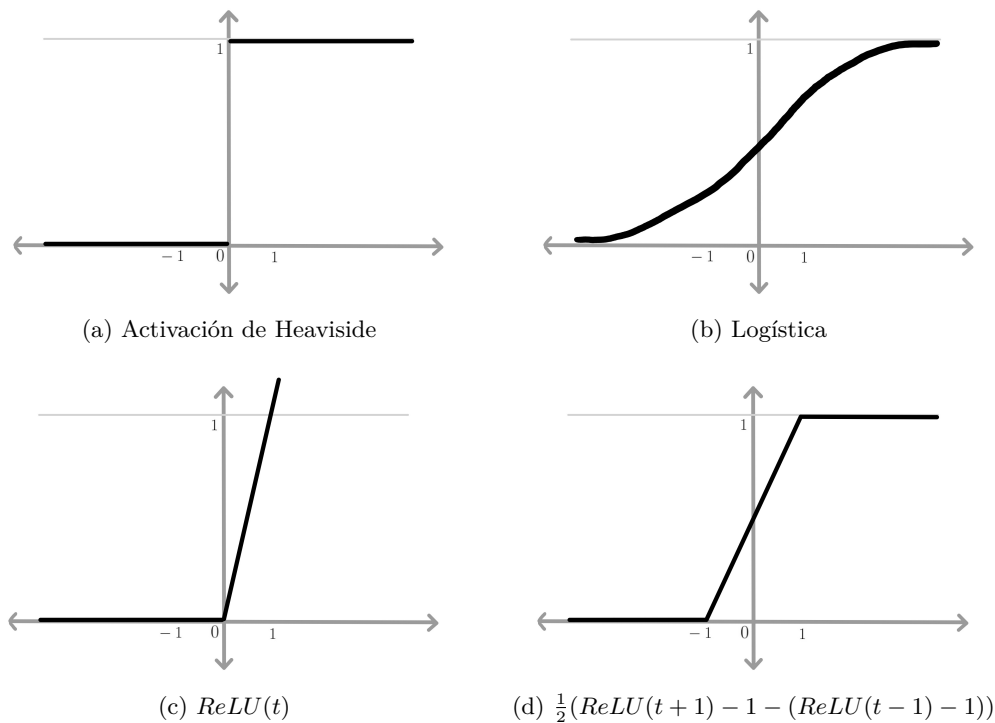 1
-1 0 1
(a) Activación de Heaviside
1
-1 0 1
(b) Logística
1
-1 0 1
(c) ReLU(t)
1
-1 0 1
(d) \frac{1}{2}(ReLU(t+1)-1-(ReLU(t-1)-1))